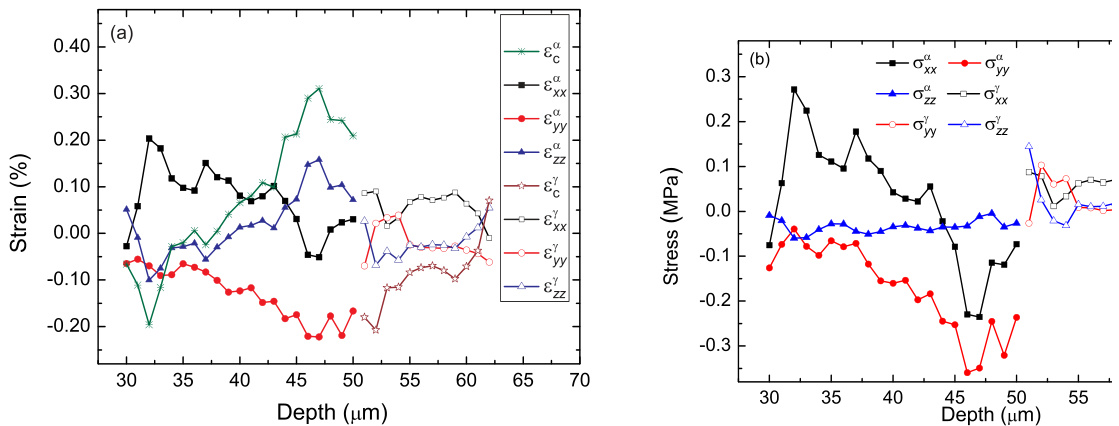 (a)
0.40
0.30
0.20
0.10
0.00
-0.10
-0.20
Strain (%)
30 35 40 45 50 55 60 65 70
Depth (μm)
ε_c^α
ε_xx^α
ε_yy^α
ε_zz^α
ε_c^γ
ε_xx^γ
ε_yy^γ
ε_zz^γ
(b)
0.3
0.2
0.1
0.0
-0.1
-0.2
-0.3
Stress (MPa)
30 35 40 45 50 55
Depth (μm)
σ_xx^α σ_yy^α
σ_zz^α σ_xx^γ
σ_yy^γ σ_zz^γ